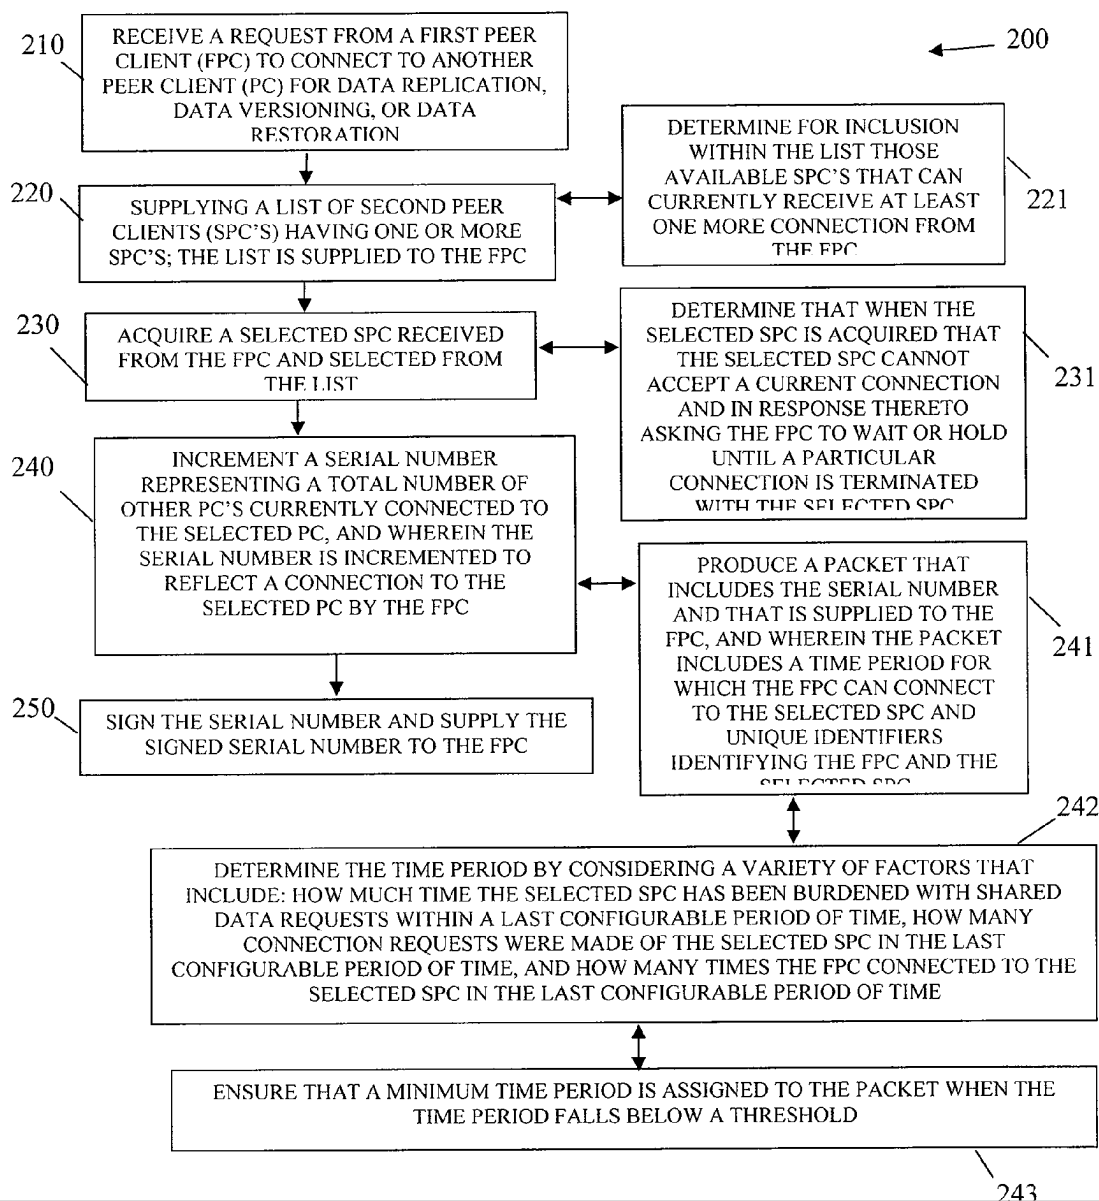 200
210
RECEIVE A REQUEST FROM A FIRST PEER
CLIENT (FPC) TO CONNECT TO ANOTHER
PEER CLIENT (PC) FOR DATA REPLICATION,
DATA VERSIONING, OR DATA
RESTORATION
220
SUPPLYING A LIST OF SECOND PEER
CLIENTS (SPC'S) HAVING ONE OR MORE
SPC'S; THE LIST IS SUPPLIED TO THE FPC
DETERMINE FOR INCLUSION
WITHIN THE LIST THOSE
AVAILABLE SPC'S THAT CAN
CURRENTLY RECEIVE AT LEAST
ONE MORE CONNECTION FROM
THE FPC
221
230
ACQUIRE A SELECTED SPC RECEIVED
FROM THE FPC AND SELECTED FROM
THE LIST
DETERMINE THAT WHEN THE
SELECTED SPC IS ACQUIRED THAT
THE SELECTED SPC CANNOT
ACCEPT A CURRENT CONNECTION
AND IN RESPONSE THERETO
ASKING THE FPC TO WAIT OR HOLD
UNTIL A PARTICULAR
CONNECTION IS TERMINATED
WITH THE SELECTED SPC
231
240
INCREMENT A SERIAL NUMBER
REPRESENTING A TOTAL NUMBER OF
OTHER PC'S CURRENTLY CONNECTED TO
THE SELECTED PC, AND WHEREIN THE
SERIAL NUMBER IS INCREMENTED TO
REFLECT A CONNECTION TO THE
SELECTED PC BY THE FPC
PRODUCE A PACKET THAT
INCLUDES THE SERIAL NUMBER
AND THAT IS SUPPLIED TO THE
FPC, AND WHEREIN THE PACKET
INCLUDES A TIME PERIOD FOR
WHICH THE FPC CAN CONNECT
TO THE SELECTED SPC AND
UNIQUE IDENTIFIERS
IDENTIFYING THE FPC AND THE
SELECTED SPC
241
250
SIGN THE SERIAL NUMBER AND SUPPLY THE
SIGNED SERIAL NUMBER TO THE FPC
242
DETERMINE THE TIME PERIOD BY CONSIDERING A VARIETY OF FACTORS THAT
INCLUDE: HOW MUCH TIME THE SELECTED SPC HAS BEEN BURDENED WITH SHARED
DATA REQUESTS WITHIN A LAST CONFIGURABLE PERIOD OF TIME, HOW MANY
CONNECTION REQUESTS WERE MADE OF THE SELECTED SPC IN THE LAST
CONFIGURABLE PERIOD OF TIME, AND HOW MANY TIMES THE FPC CONNECTED TO THE
SELECTED SPC IN THE LAST CONFIGURABLE PERIOD OF TIME
ENSURE THAT A MINIMUM TIME PERIOD IS ASSIGNED TO THE PACKET WHEN THE
TIME PERIOD FALLS BELOW A THRESHOLD
243